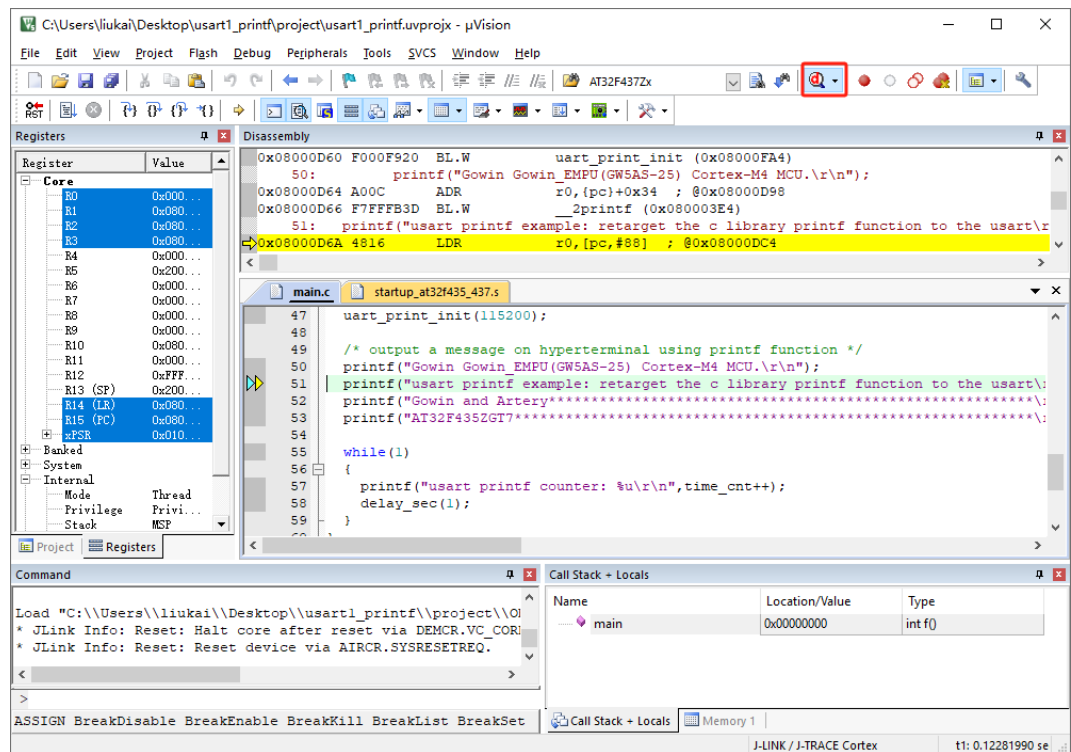 C:\Users\liukai\Desktop\usart1_printf\project\usart1_printf.uvprojx - µVision
File Edit View Project Flash Debug Peripherals Tools SVCS Window Help
AT32F437Zx
RST
Registers
Register Value
Core
R0 0x000...
R1 0x080...
R2 0x080...
R3 0x080...
R4 0x000...
R5 0x200...
R6 0x000...
R7 0x000...
R8 0x000...
R9 0x000...
R10 0x080...
R11 0x000...
R12 0xFFF...
R13 (SP) 0x200...
R14 (LR) 0x080...
R15 (PC) 0x080...
xPSR 0x010...
Banked
System
Internal
Mode Thread
Privilege Privi...
Stack MSP
Project Registers
Disassembly
0x08000D60 F000F920 BL.W uart_print_init (0x08000FA4)
50: printf("Gowin Gowin_EMPU(GW5AS-25) Cortex-M4 MCU.\r\n");
0x08000D64 A00C ADR r0,{pc}+0x34 ; @0x08000D98
0x08000D66 F7FFFB3D BL.W __2printf (0x080003E4)
51: printf("usart printf example: retarget the c library printf function to the usart\r
0x08000D6A 4816 LDR r0,[pc,#88] ; @0x08000DC4
main.c startup_at32f435_437.s
47 uart_print_init(115200);
48
49 /* output a message on hyperterminal using printf function */
50 printf("Gowin Gowin_EMPU(GW5AS-25) Cortex-M4 MCU.\r\n");
51 printf("usart printf example: retarget the c library printf function to the usart\
52 printf("Gowin and Artery************************************************************\
53 printf("AT32F435ZGT7****************************************************************\
54
55 while(1)
56 {
57 printf("usart printf counter: %u\r\n",time_cnt++);
58 delay_sec(1);
59 }
Command
Load "C:\\Users\\liukai\\Desktop\\usart1_printf\\project\\O
* JLink Info: Reset: Halt core after reset via DEMCR.VC_COR
* JLink Info: Reset: Reset device via AIRCR.SYSRESETREQ.
>
ASSIGN BreakDisable BreakEnable BreakKill BreakList BreakSet
Call Stack + Locals
Name Location/Value Type
main 0x00000000 int f()
Call Stack + Locals Memory 1
J-LINK / J-TRACE Cortex t1: 0.12281990 se